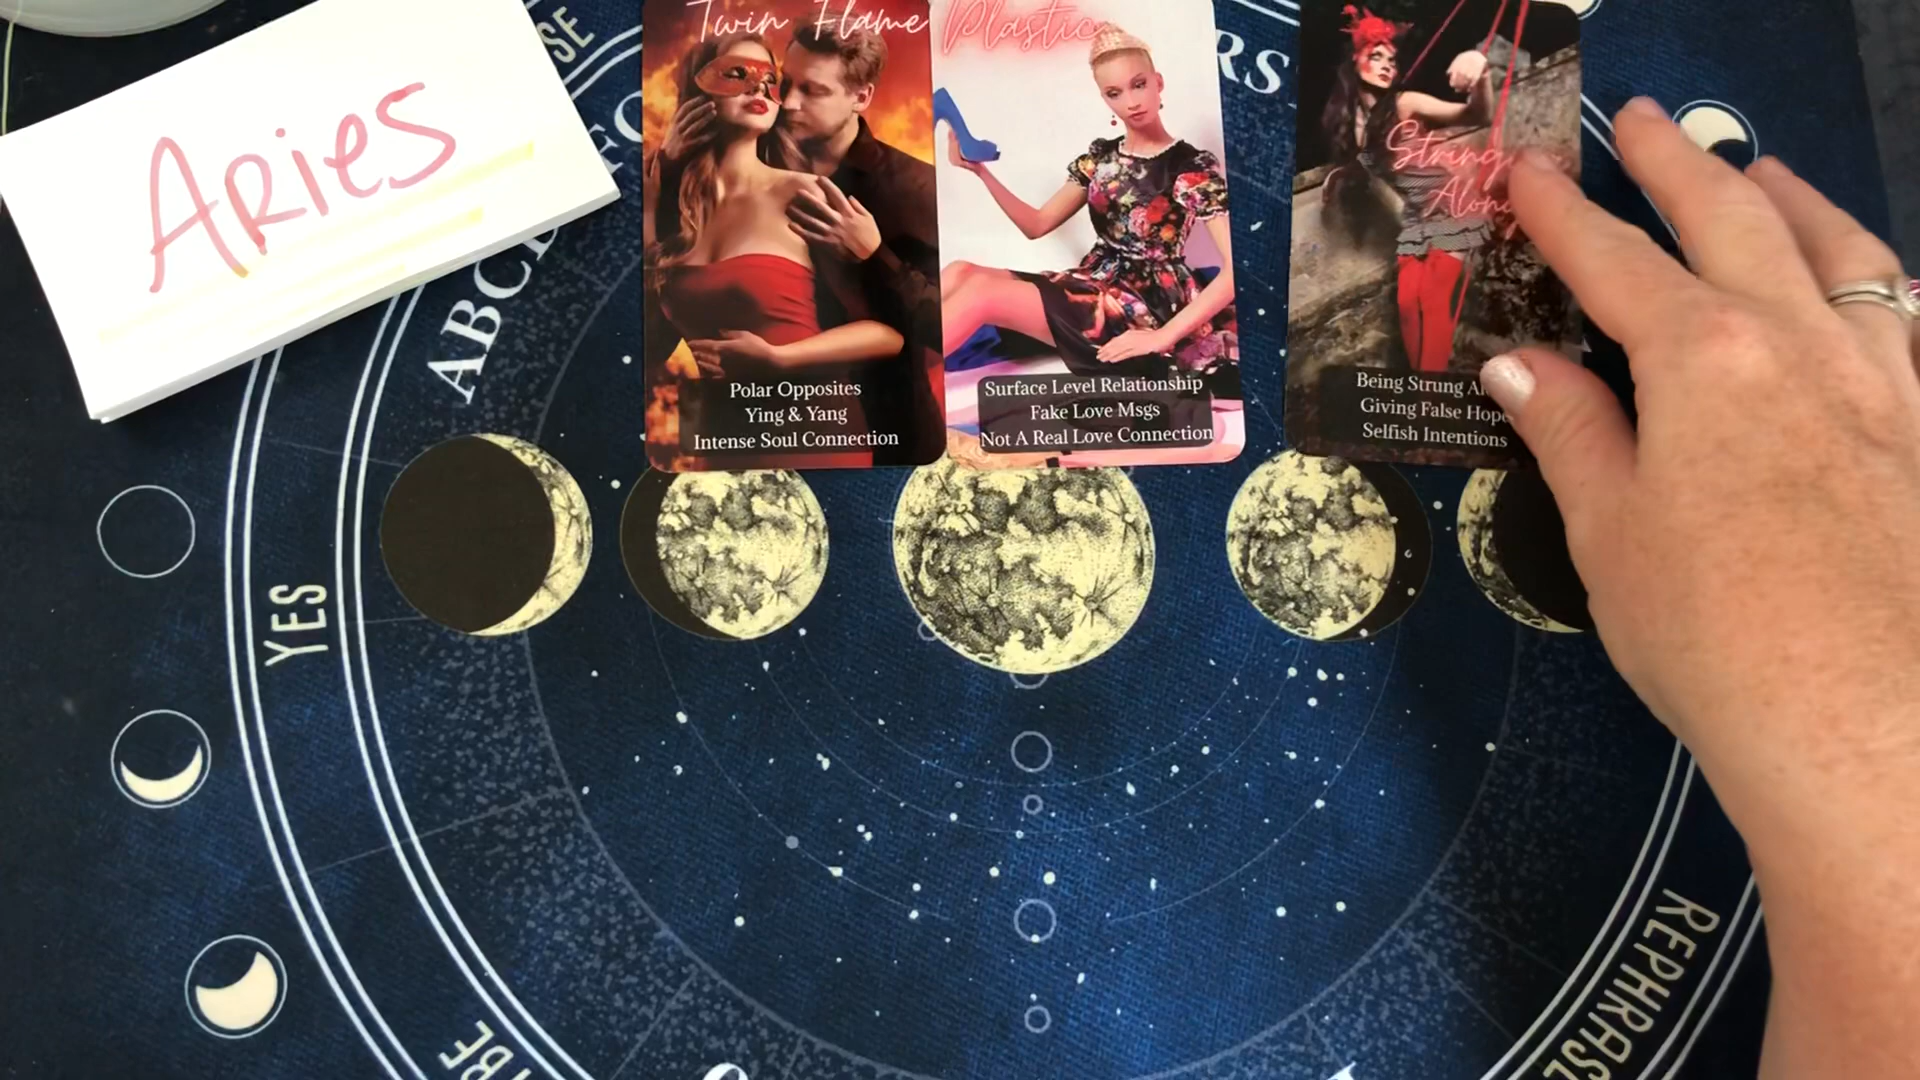 Aries
Twin Flame
Polar Opposites
Ying & Yang
Intense Soul Connection
Plastic
Surface Level Relationship
Fake Love Msgs
Not A Real Love Connection
Being Strung
Giving False Hope
Selfish Intentions
ABC
YES
REPHRASE